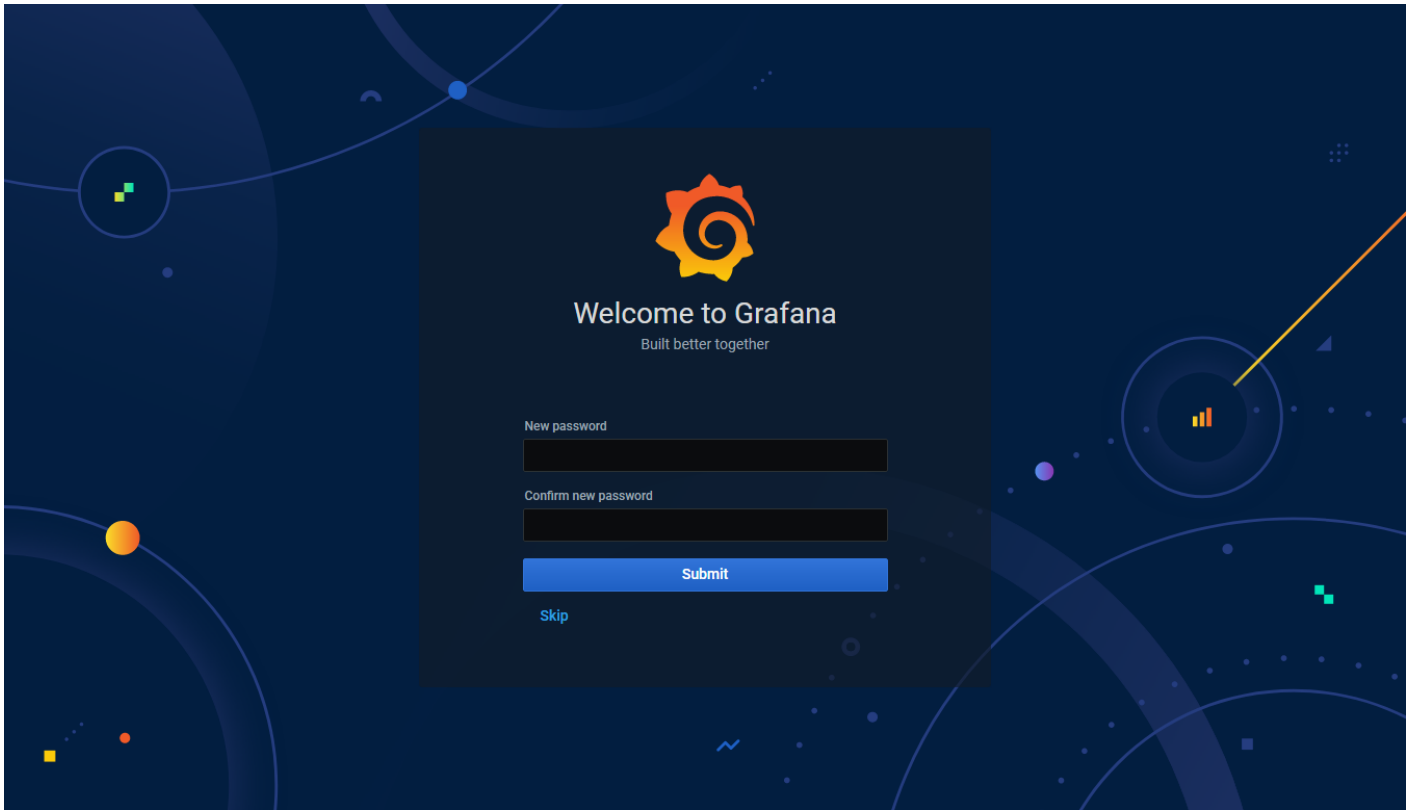 Welcome to Grafana
Built better together
New password
Confirm new password
Submit
Skip